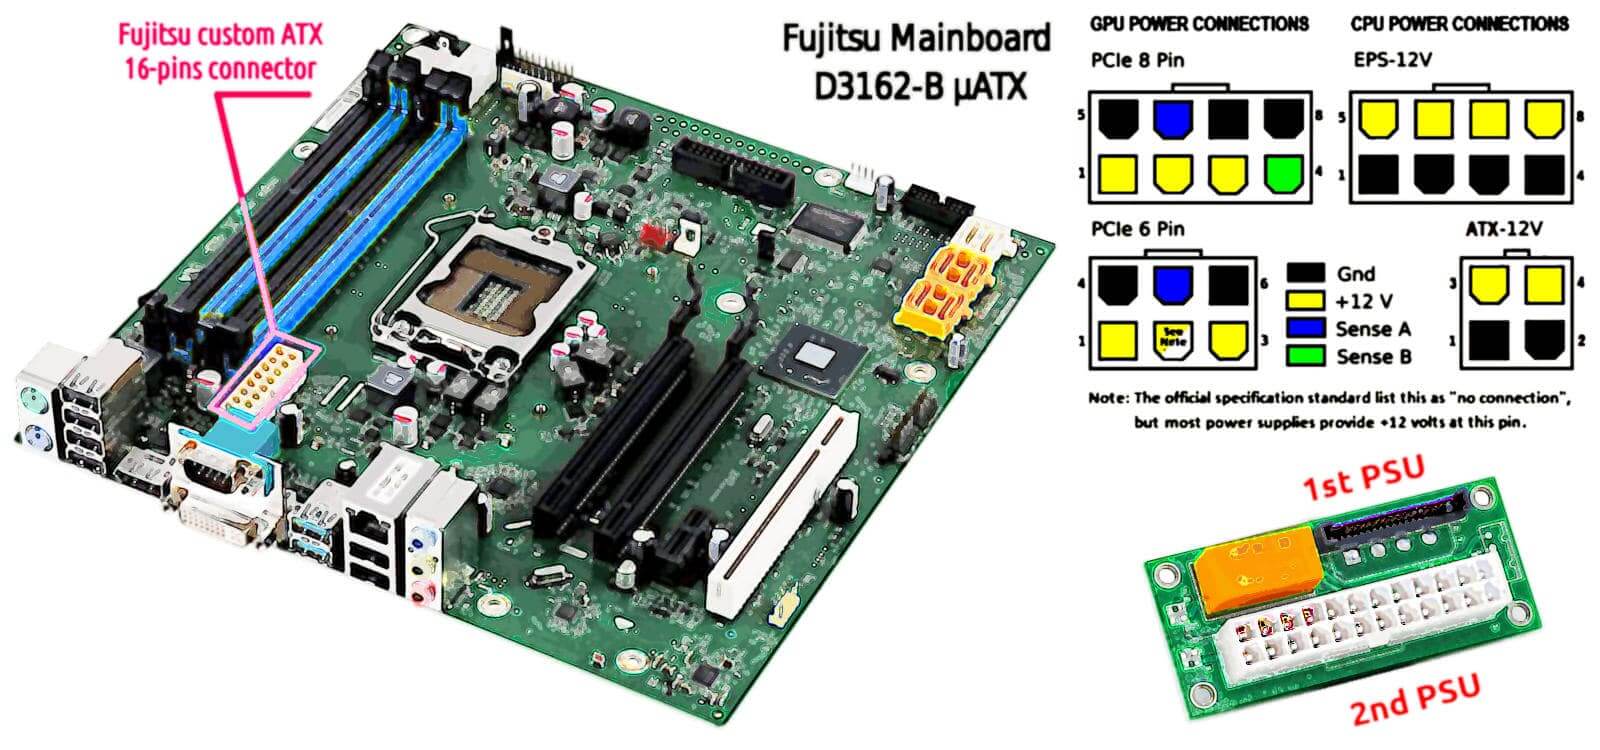 Fujitsu custom ATX
16-pins connector
Fujitsu Mainboard
D3162-B µATX
GPU POWER CONNECTIONS
PCIe 8 Pin
5
8
1
4
PCIe 6 Pin
4
6
1
See
Note
3
CPU POWER CONNECTIONS
EPS-12V
5
8
1
4
ATX-12V
3
4
1
2
Gnd
+12 V
Sense A
Sense B
Note: The official specification standard list this as "no connection",
but most power supplies provide +12 volts at this pin.
1st PSU
2nd PSU